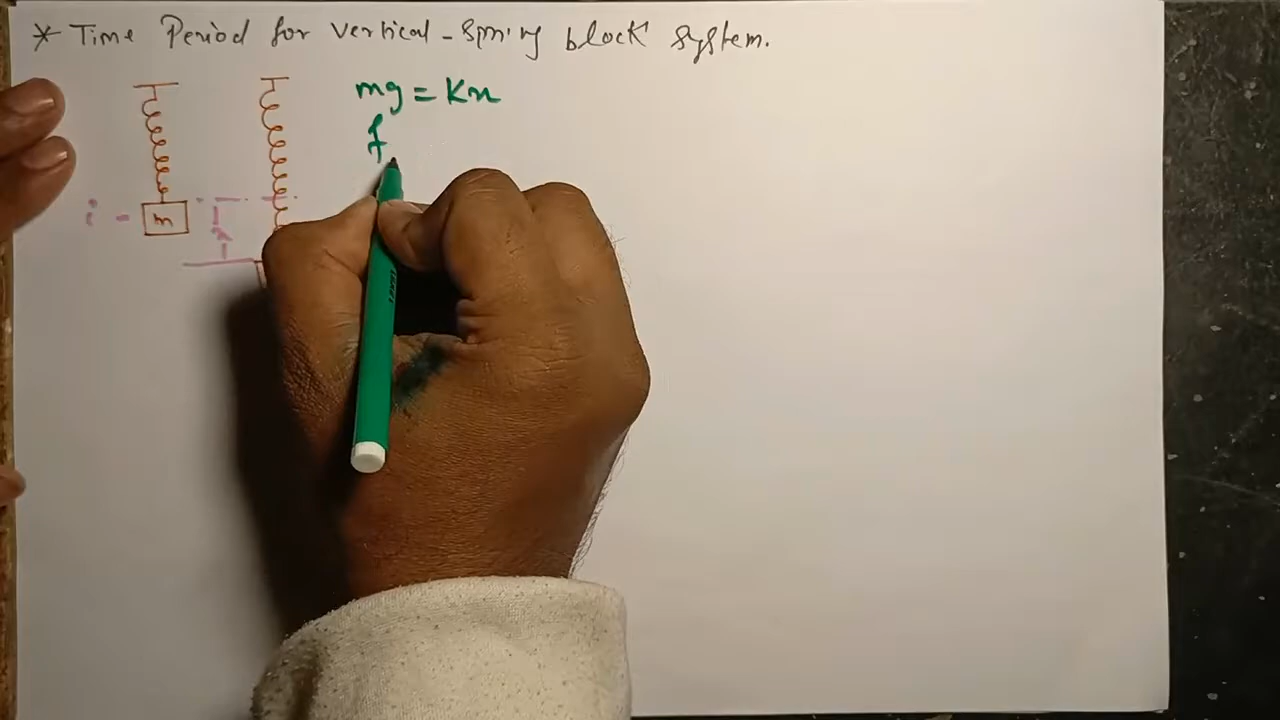 * Time Period for vertical-spring block system.
mg = Kx
f
i -
m
x